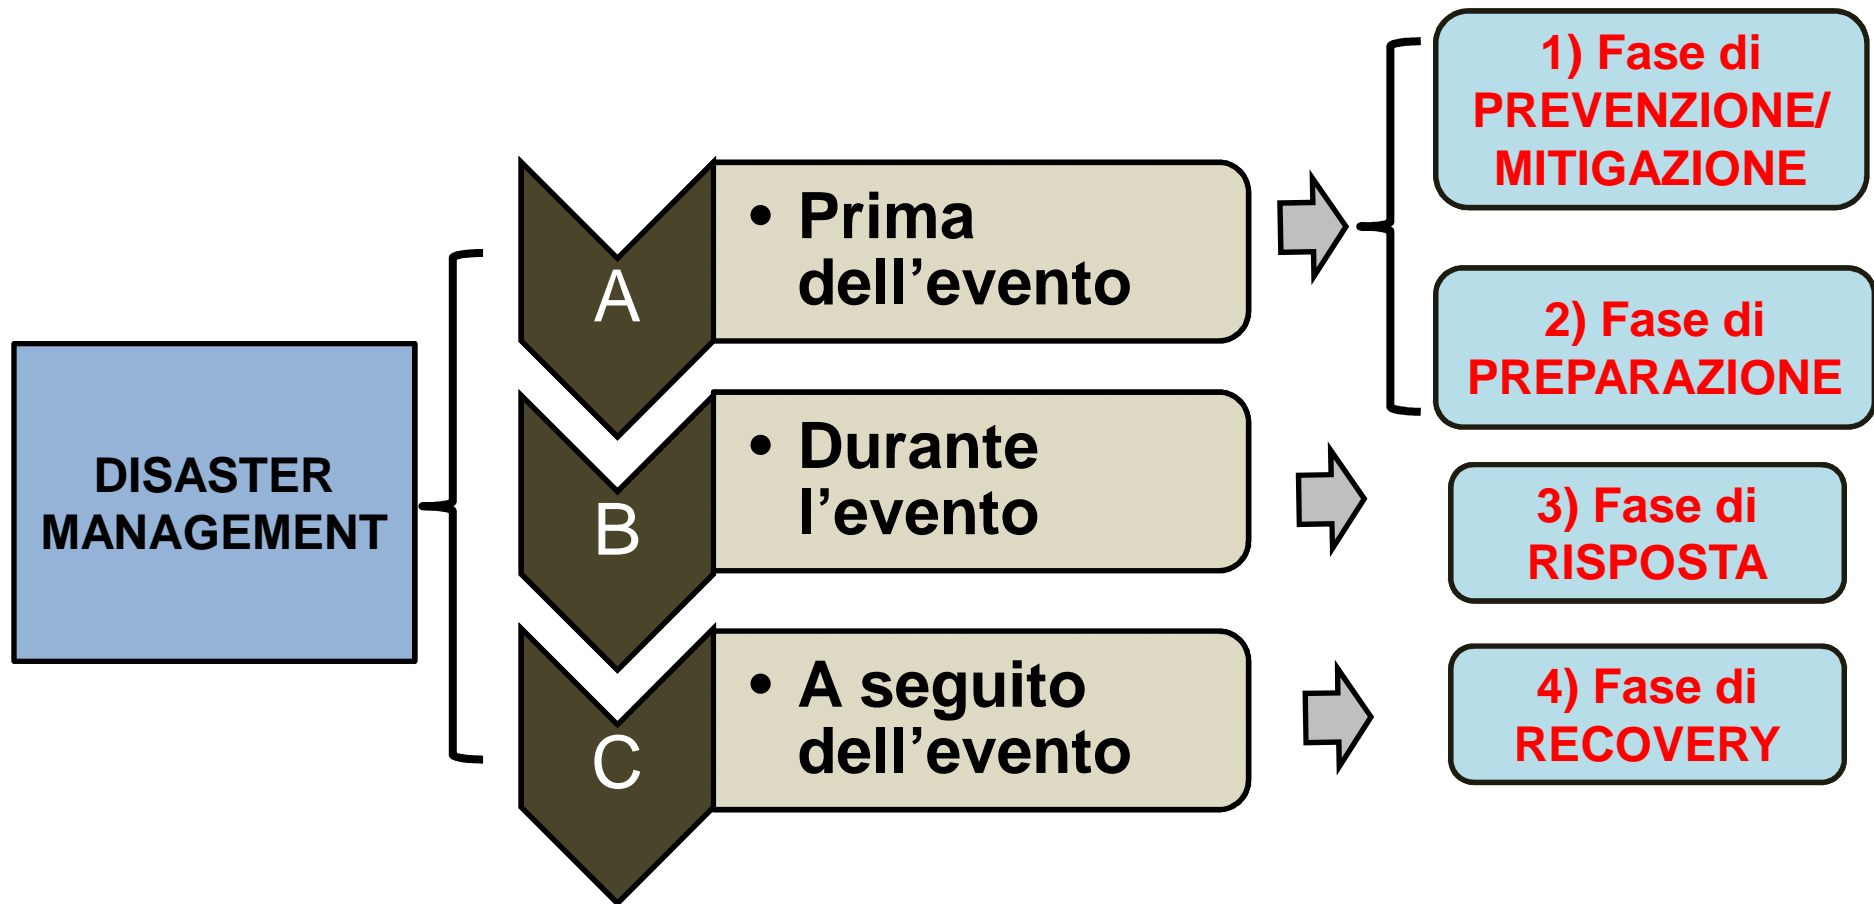 DISASTER
MANAGEMENT
A
• Prima
dell’evento
1) Fase di
PREVENZIONE/
MITIGAZIONE
2) Fase di
PREPARAZIONE
B
• Durante
l’evento
3) Fase di
RISPOSTA
C
• A seguito
dell’evento
4) Fase di
RECOVERY